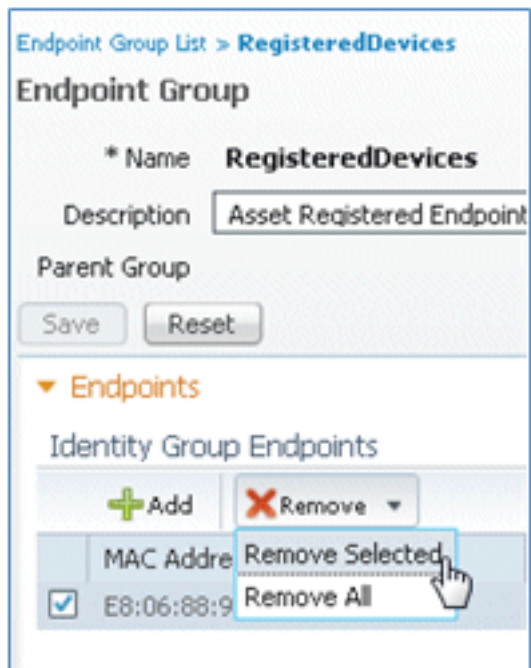 Endpoint Group List > RegisteredDevices
Endpoint Group
* Name RegisteredDevices
Description Asset Registered Endpoint
Parent Group
Save Reset
Endpoints
Identity Group Endpoints
Add Remove
MAC Addre Remove Selected
E8:06:88:9 Remove All